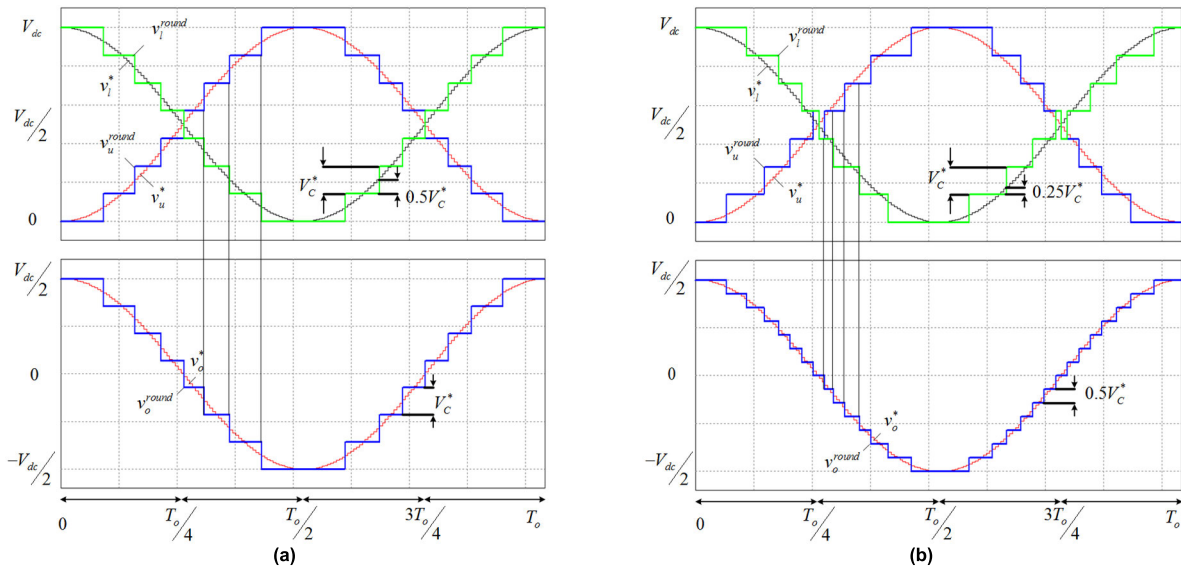 V_dc
v_l^round
v_l^*
V_dc/2
v_u^round
v_u^*
V_C^*
0.5V_C^*
0
V_dc/2
v_o^*
0
v_o^round
V_C^*
−V_dc/2
0
T_o/4
T_o/2
3T_o/4
T_o
(a)
V_dc
v_l^round
v_l^*
V_dc/2
v_u^round
v_u^*
V_C^*
0.25V_C^*
0
V_dc/2
0
0.5V_C^*
v_o^*
v_o^round
−V_dc/2
0
T_o/4
T_o/2
3T_o/4
T_o
(b)